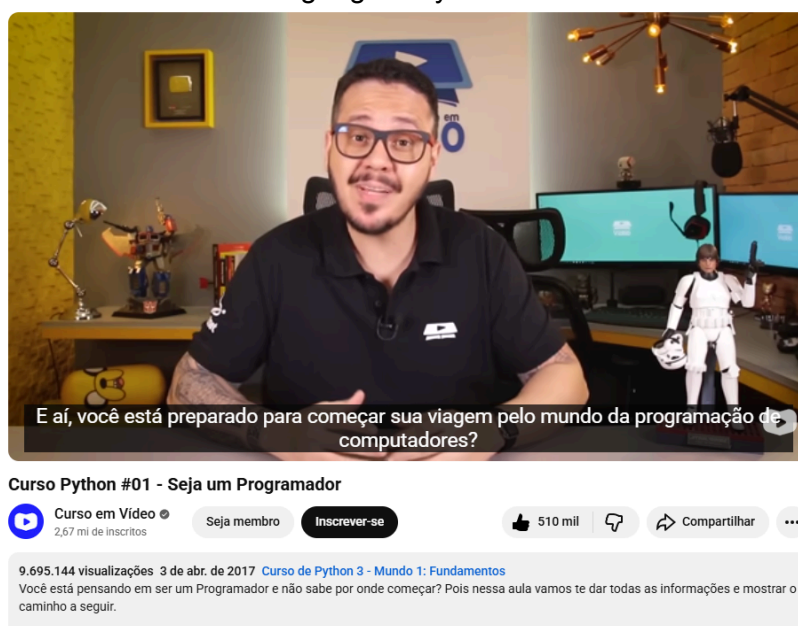 em
E aí, você está preparado para começar sua viagem pelo mundo da programação de
computadores?
Curso Python #01 - Seja um Programador
Curso em Vídeo
2,67 mi de inscritos
Seja membro
Inscrever-se
510 mil
Compartilhar
9.695.144 visualizações 3 de abr. de 2017 Curso de Python 3 - Mundo 1: Fundamentos
Você está pensando em ser um Programador e não sabe por onde começar? Pois nessa aula vamos te dar todas as informações e mostrar o
caminho a seguir.